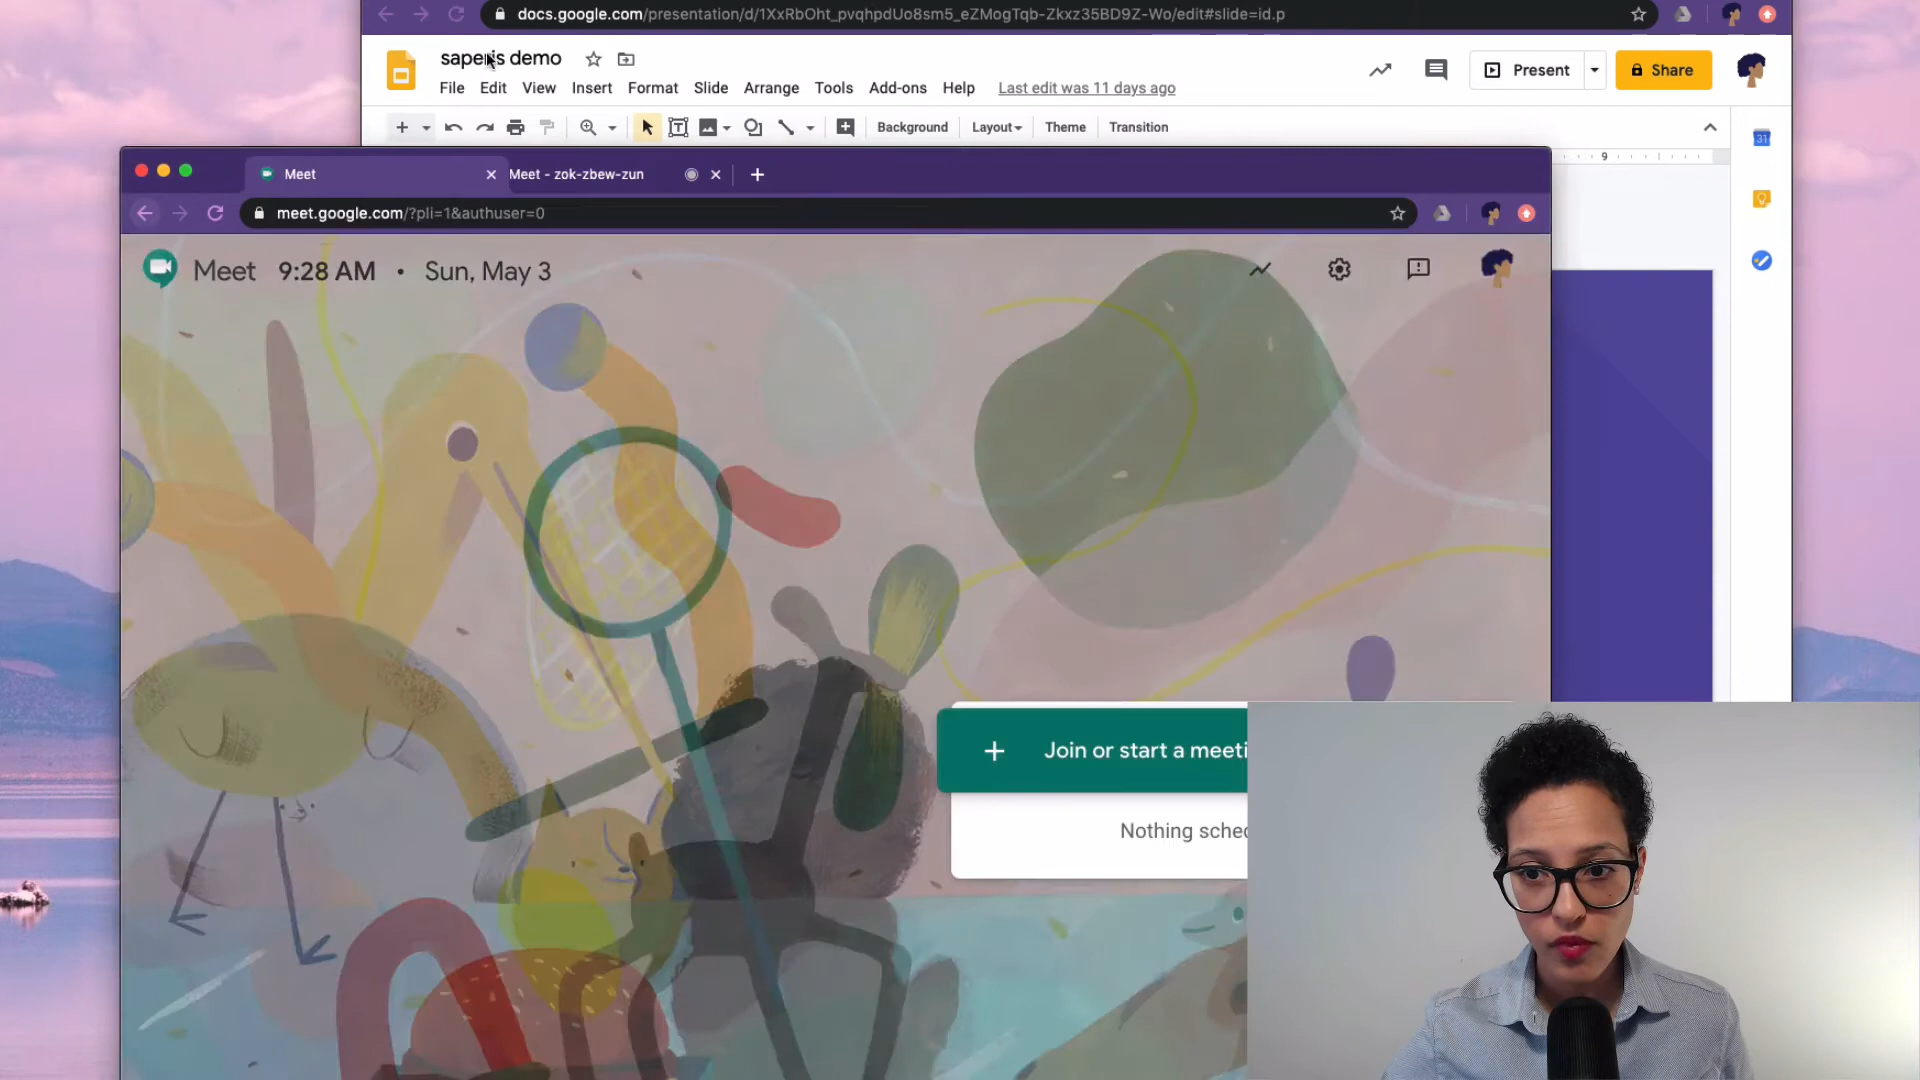 docs.google.com/presentation/d/1XxRbOht_pvqhpdUo8sm5_eZMogTqb-Zkxz35BD9Z-Wo/edit#slide=id.p
saperis demo
Present
Share
File Edit View Insert Format Slide Arrange Tools Add-ons Help Last edit was 11 days ago
Background Layout Theme Transition
9
31
Meet
Meet - zok-zbew-zun
meet.google.com/?pli=1&authuser=0
Meet 9:28 AM • Sun, May 3
+ Join or start a meeti
Nothing sched